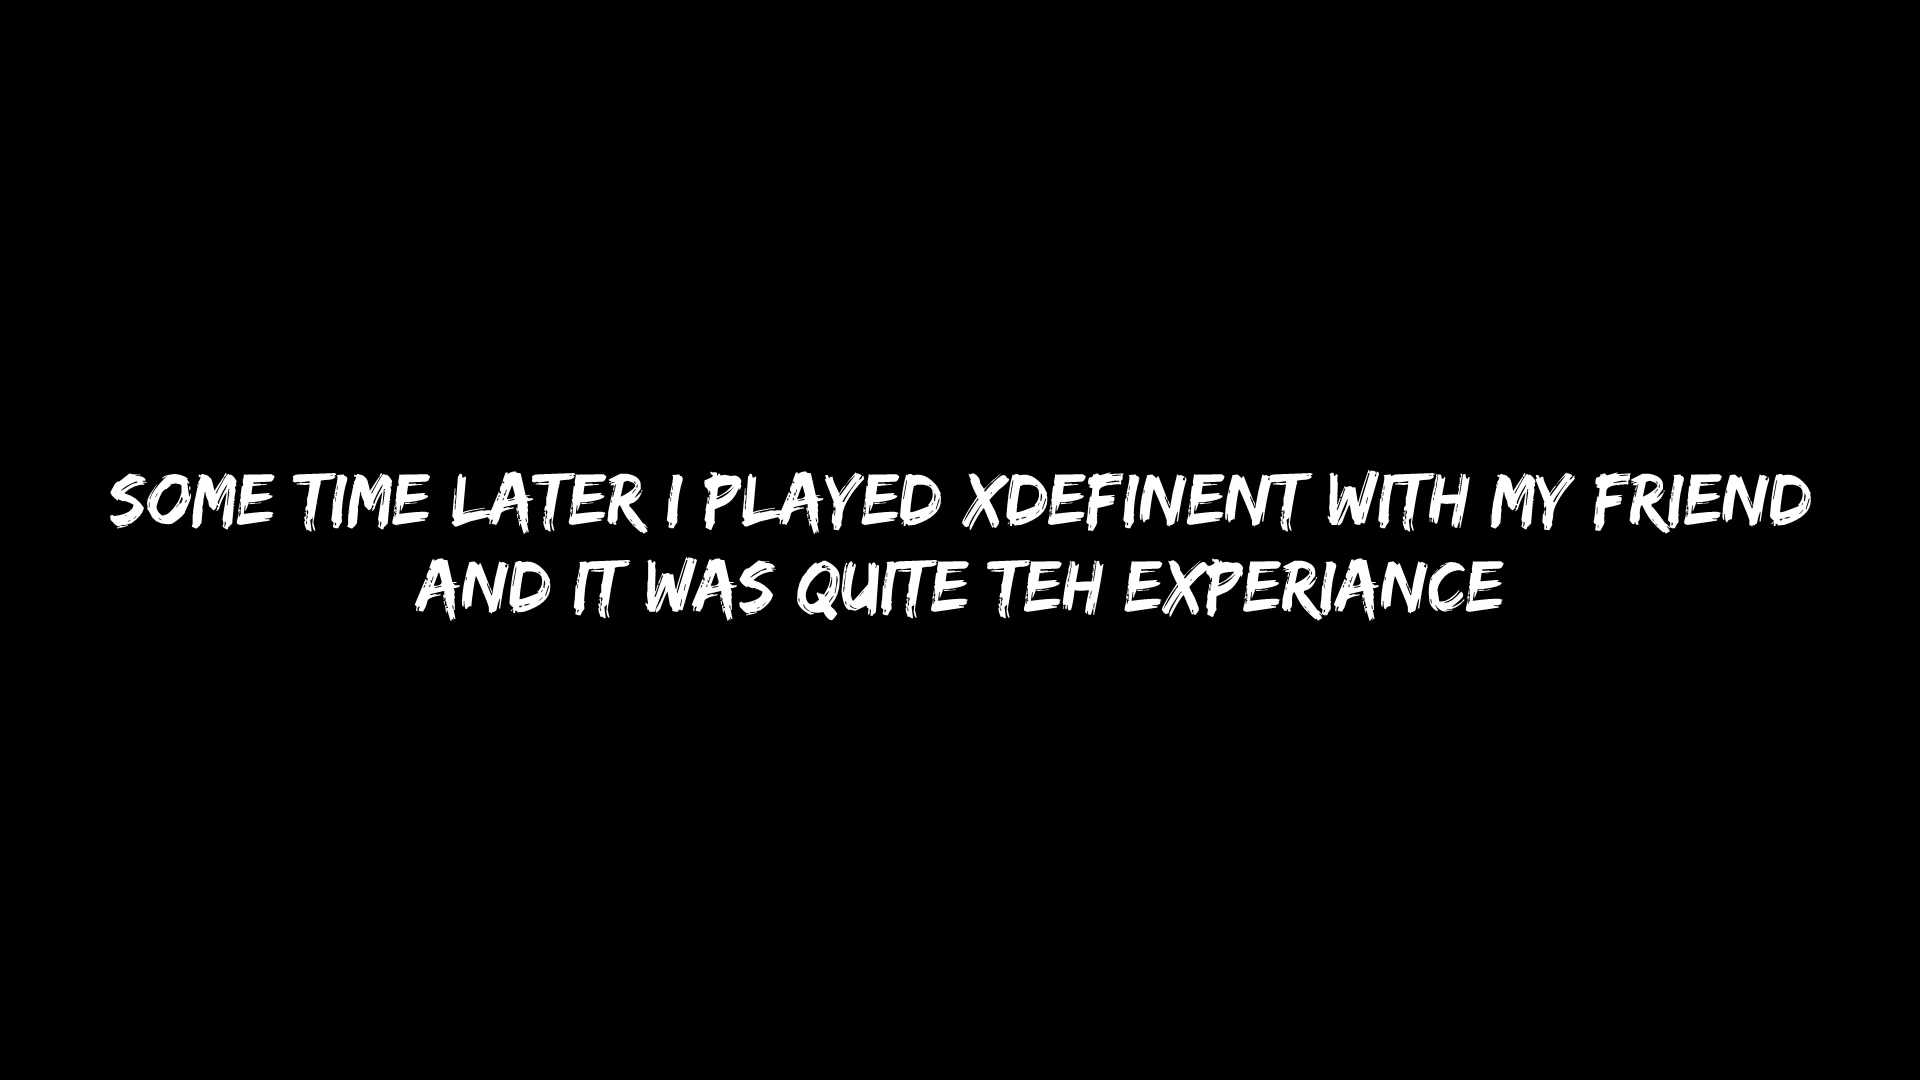 SOME TIME LATER I PLAYED XDEFINENT WITH MY FRIEND
AND IT WAS QUITE TEH EXPERIANCE